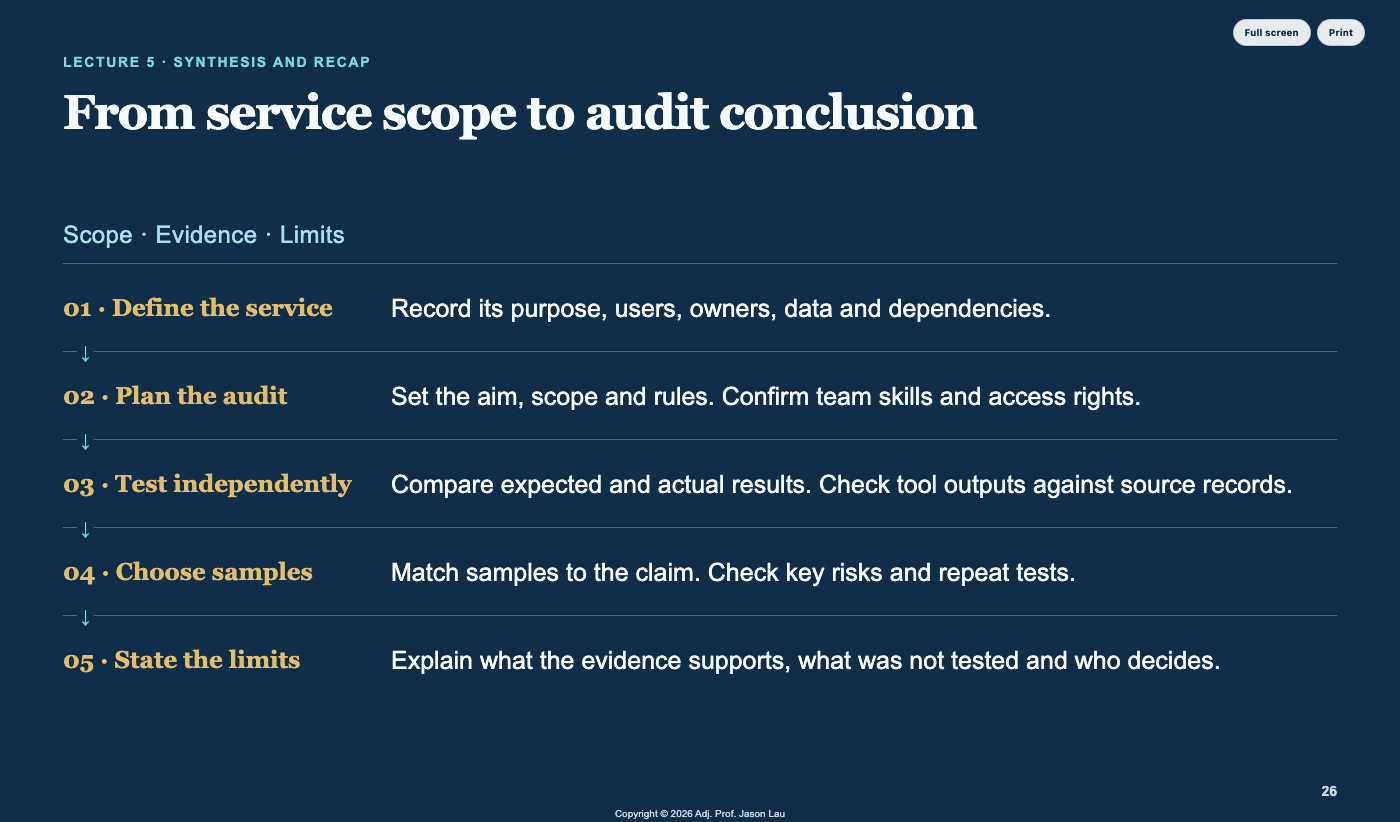 Full screen
Print
LECTURE 5 · SYNTHESIS AND RECAP
From service scope to audit conclusion
Scope · Evidence · Limits
01 · Define the service
Record its purpose, users, owners, data and dependencies.
↓
02 · Plan the audit
Set the aim, scope and rules. Confirm team skills and access rights.
↓
03 · Test independently
Compare expected and actual results. Check tool outputs against source records.
↓
04 · Choose samples
Match samples to the claim. Check key risks and repeat tests.
↓
05 · State the limits
Explain what the evidence supports, what was not tested and who decides.
26
Copyright © 2026 Adj. Prof. Jason Lau